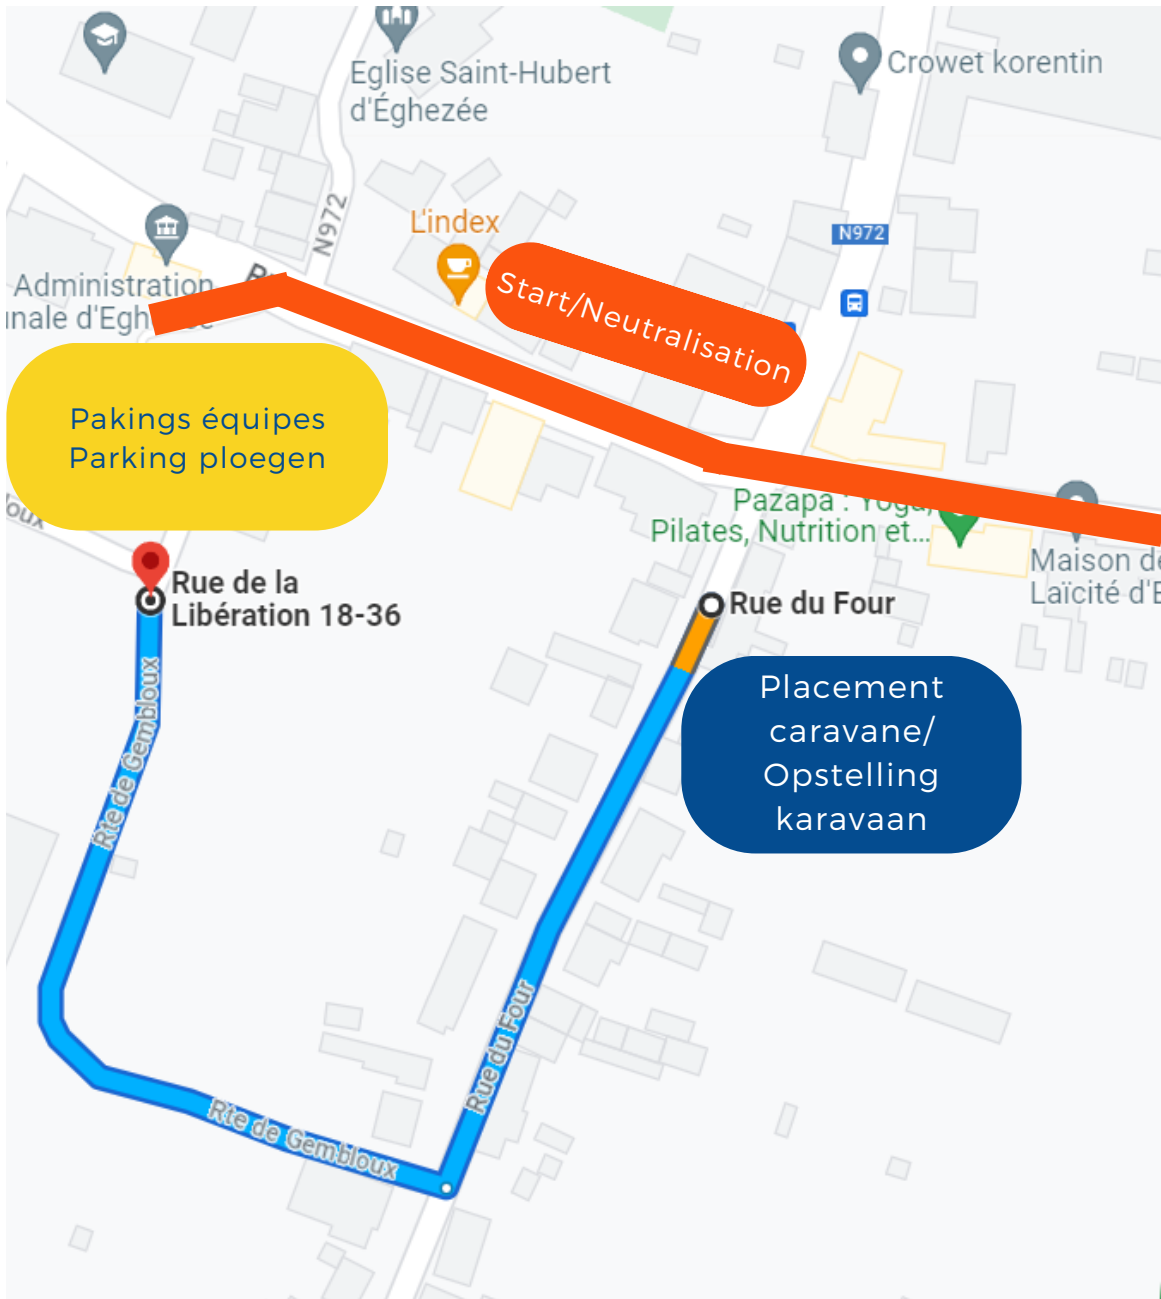 Eglise Saint-Hubert
d'Éghezée
Crowet korentin
N972
L'index
N972
Administration
Start/Neutralisation
Pakings équipes
Parking ploegen
Pazapa : Yoga,
Pilates, Nutrition et...
Maison de
Laïcité d'E
Rue de la
Libération 18-36
Rue du Four
Rte de Gembloux
Placement
caravane/
Opstelling
karavaan
Rue du Four
Rte de Gembloux